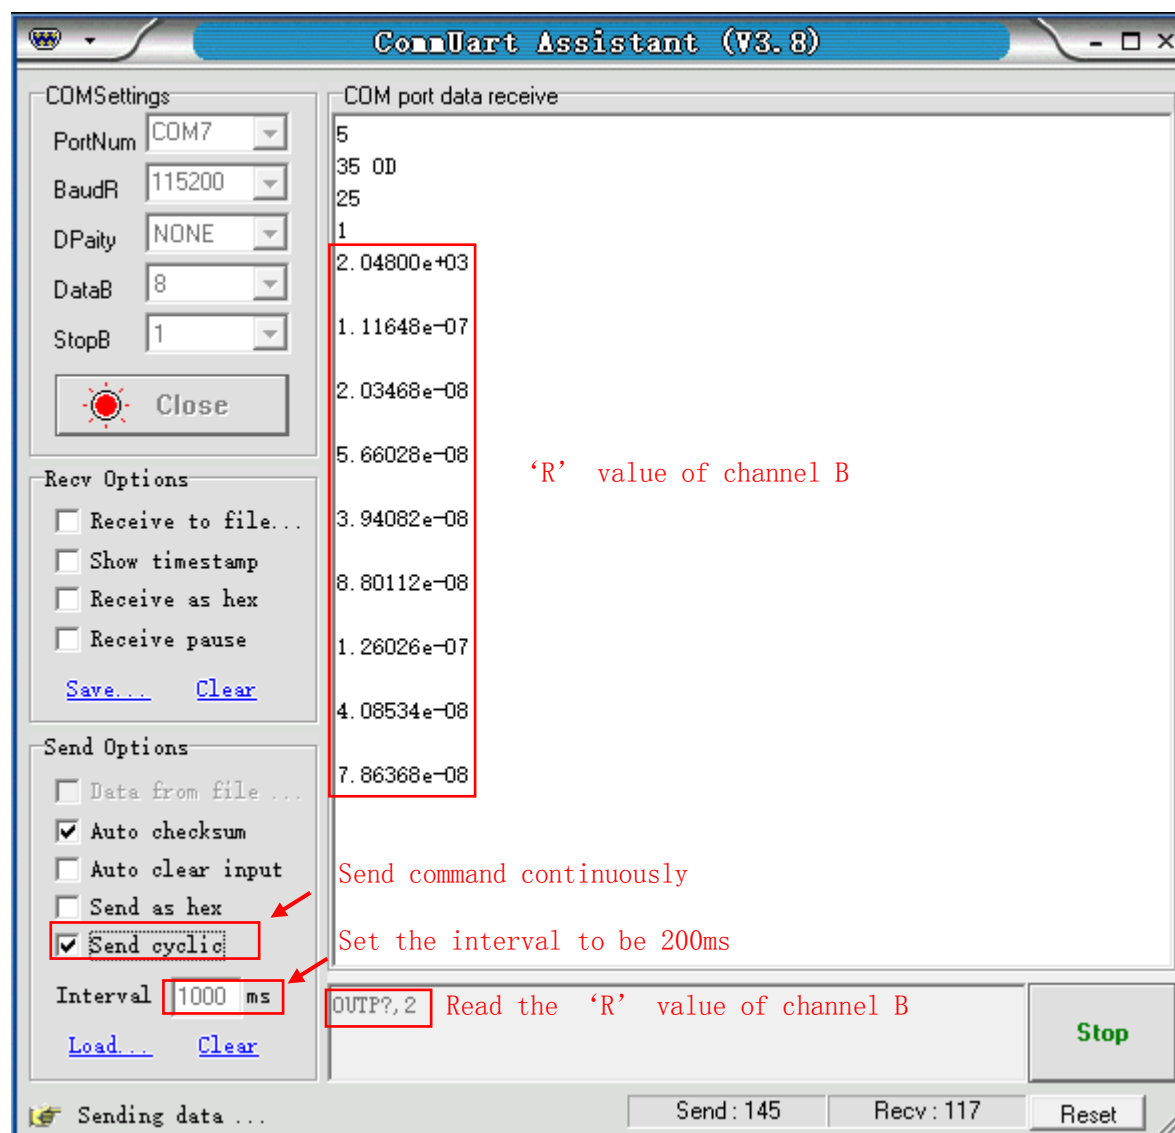 CommUart Assistant (V3.8)
COMSettings
PortNum COM7
BaudR 115200
DPaity NONE
DataB 8
StopB 1
Close
Recv Options
Receive to file...
Show timestamp
Receive as hex
Receive pause
Save... Clear
Send Options
Data from file ...
Auto checksum
Auto clear input
Send as hex
Send cyclic
Interval 1000 ms
Load... Clear
COM port data receive
5
35 0D
25
1
2.04800e+03
1.11648e-07
2.03468e-08
5.66028e-08
‘R’ value of channel B
3.94082e-08
8.80112e-08
1.26026e-07
4.08534e-08
7.86368e-08
Send command continuously
Set the interval to be 200ms
OUTP?,2 Read the ‘R’ value of channel B
Stop
Sending data ...
Send : 145
Recv : 117
Reset